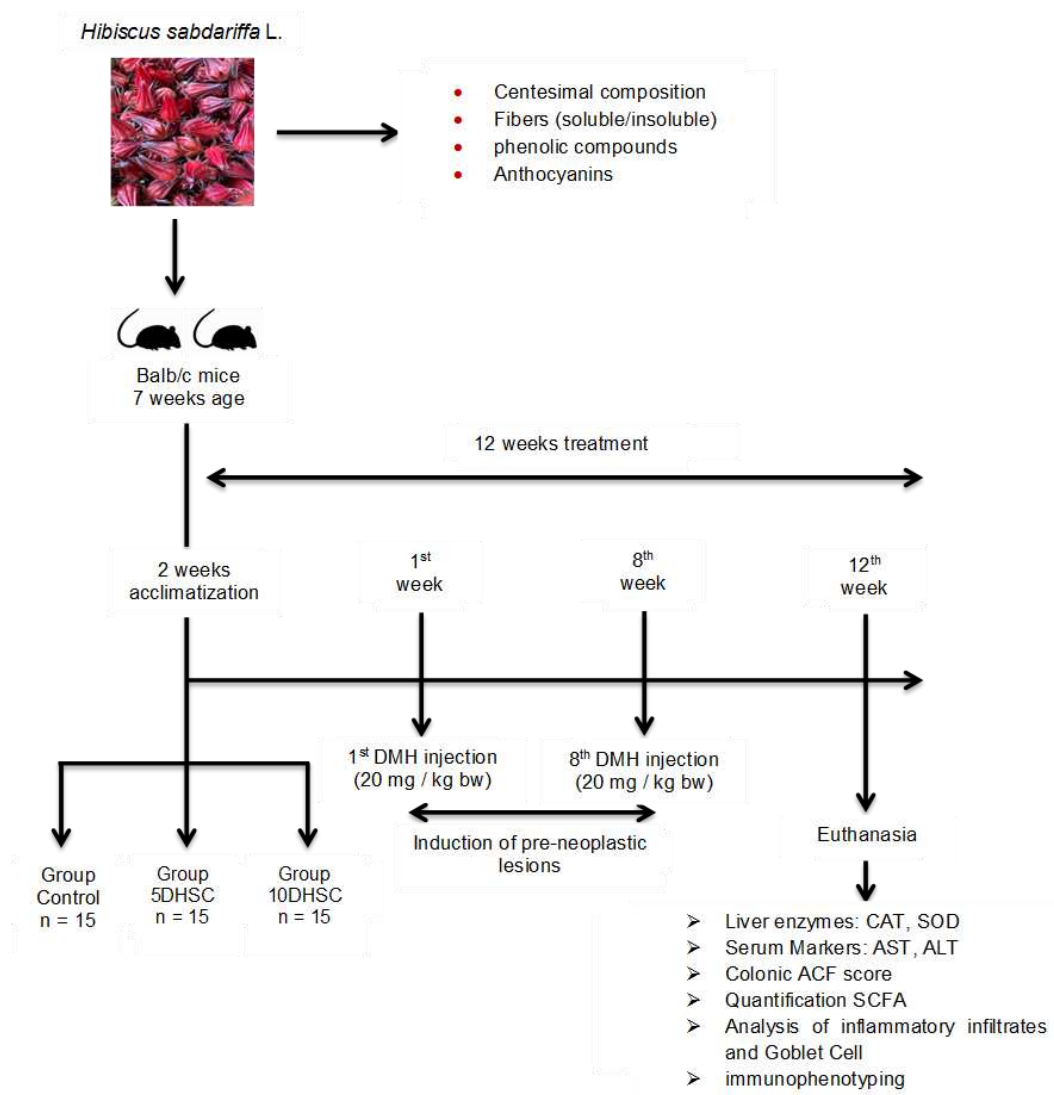 Hibiscus sabdariffa L.
• Centesimal composition
• Fibers (soluble/insoluble)
• phenolic compounds
• Anthocyanins
Balb/c mice
7 weeks age
12 weeks treatment
2 weeks
acclimatization
1st
week
8th
week
12th
week
1st DMH injection
(20 mg / kg bw)
8th DMH injection
(20 mg / kg bw)
Induction of pre-neoplastic
lesions
Euthanasia
Group
Control
n = 15
Group
5DHSC
n = 15
Group
10DHSC
n = 15
➢ Liver enzymes: CAT, SOD
➢ Serum Markers: AST, ALT
➢ Colonic ACF score
➢ Quantification SCFA
➢ Analysis of inflammatory infiltrates
and Goblet Cell
➢ immunophenotyping